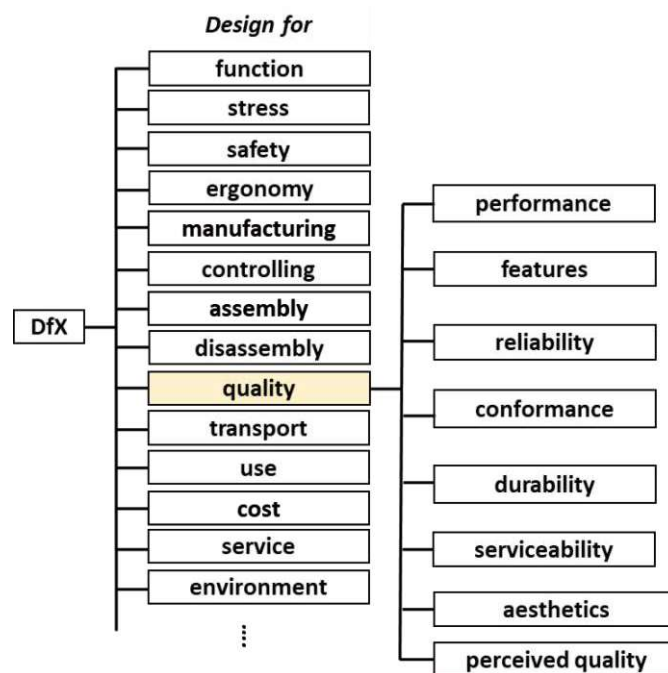 Design for
function
stress
safety
ergonomy
manufacturing
controlling
assembly
disassembly
quality
transport
use
cost
service
environment
DfX
performance
features
reliability
conformance
durability
serviceability
aesthetics
perceived quality